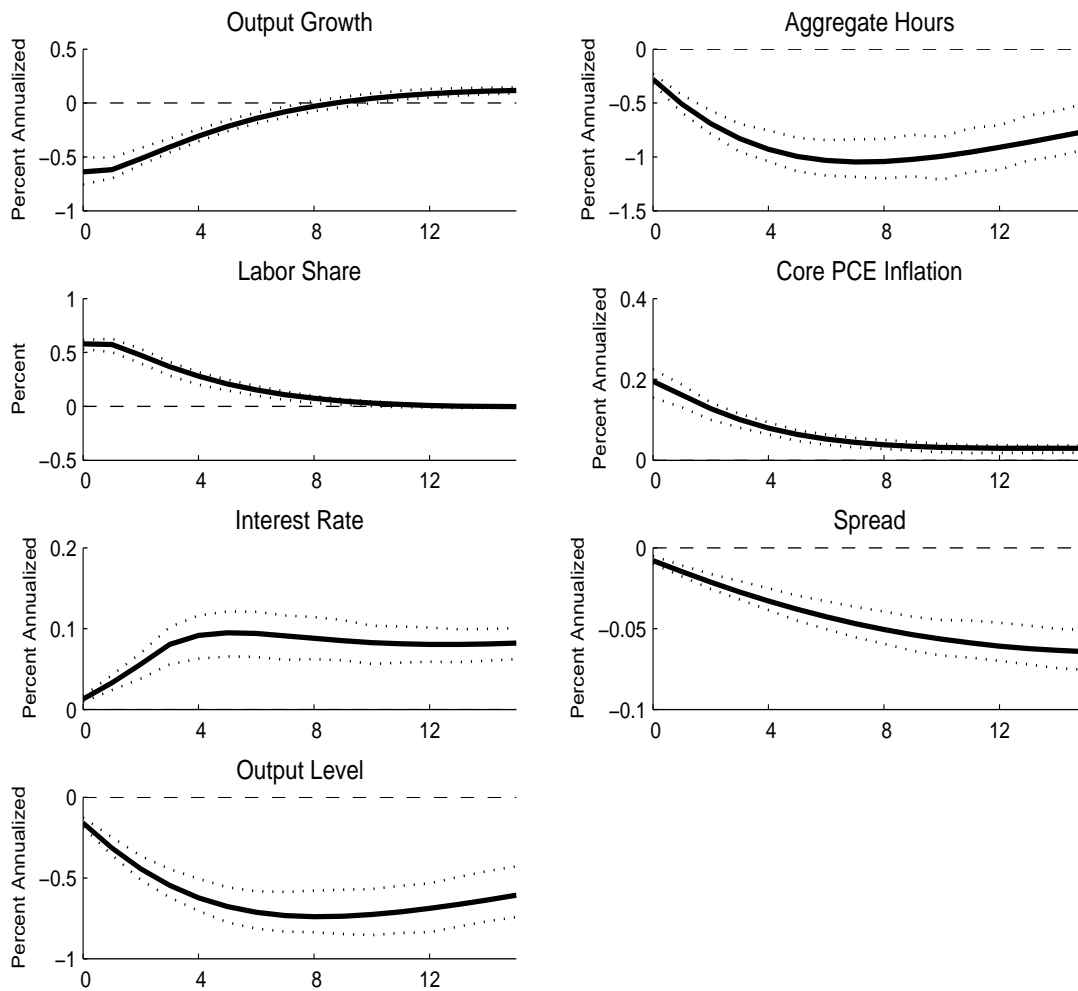 Output Growth
Percent Annualized
0.5
0
−0.5
−1
0 4 8 12
Aggregate Hours
Percent Annualized
0
−0.5
−1
−1.5
0 4 8 12
Labor Share
Percent
1
0.5
0
−0.5
0 4 8 12
Core PCE Inflation
Percent Annualized
0.4
0.2
0
0 4 8 12
Interest Rate
Percent Annualized
0.2
0.1
0
0 4 8 12
Spread
Percent Annualized
0
−0.05
−0.1
0 4 8 12
Output Level
Percent Annualized
0
−0.5
−1
0 4 8 12